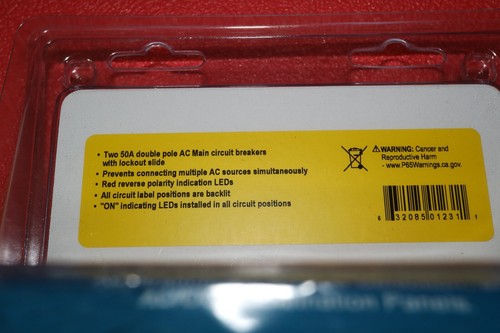 • Two 50A double pole AC Main circuit breakers
with lockout slide
• Prevents connecting multiple AC sources simultaneously
• Red reverse polarity indication LEDs
• All circuit label positions are backlit
• "ON" indicating LEDs installed in all circuit positions
WARNING: Cancer and
Reproductive Harm
- www.P65Warnings.ca.gov.
6 32085 01231 1
Panels.